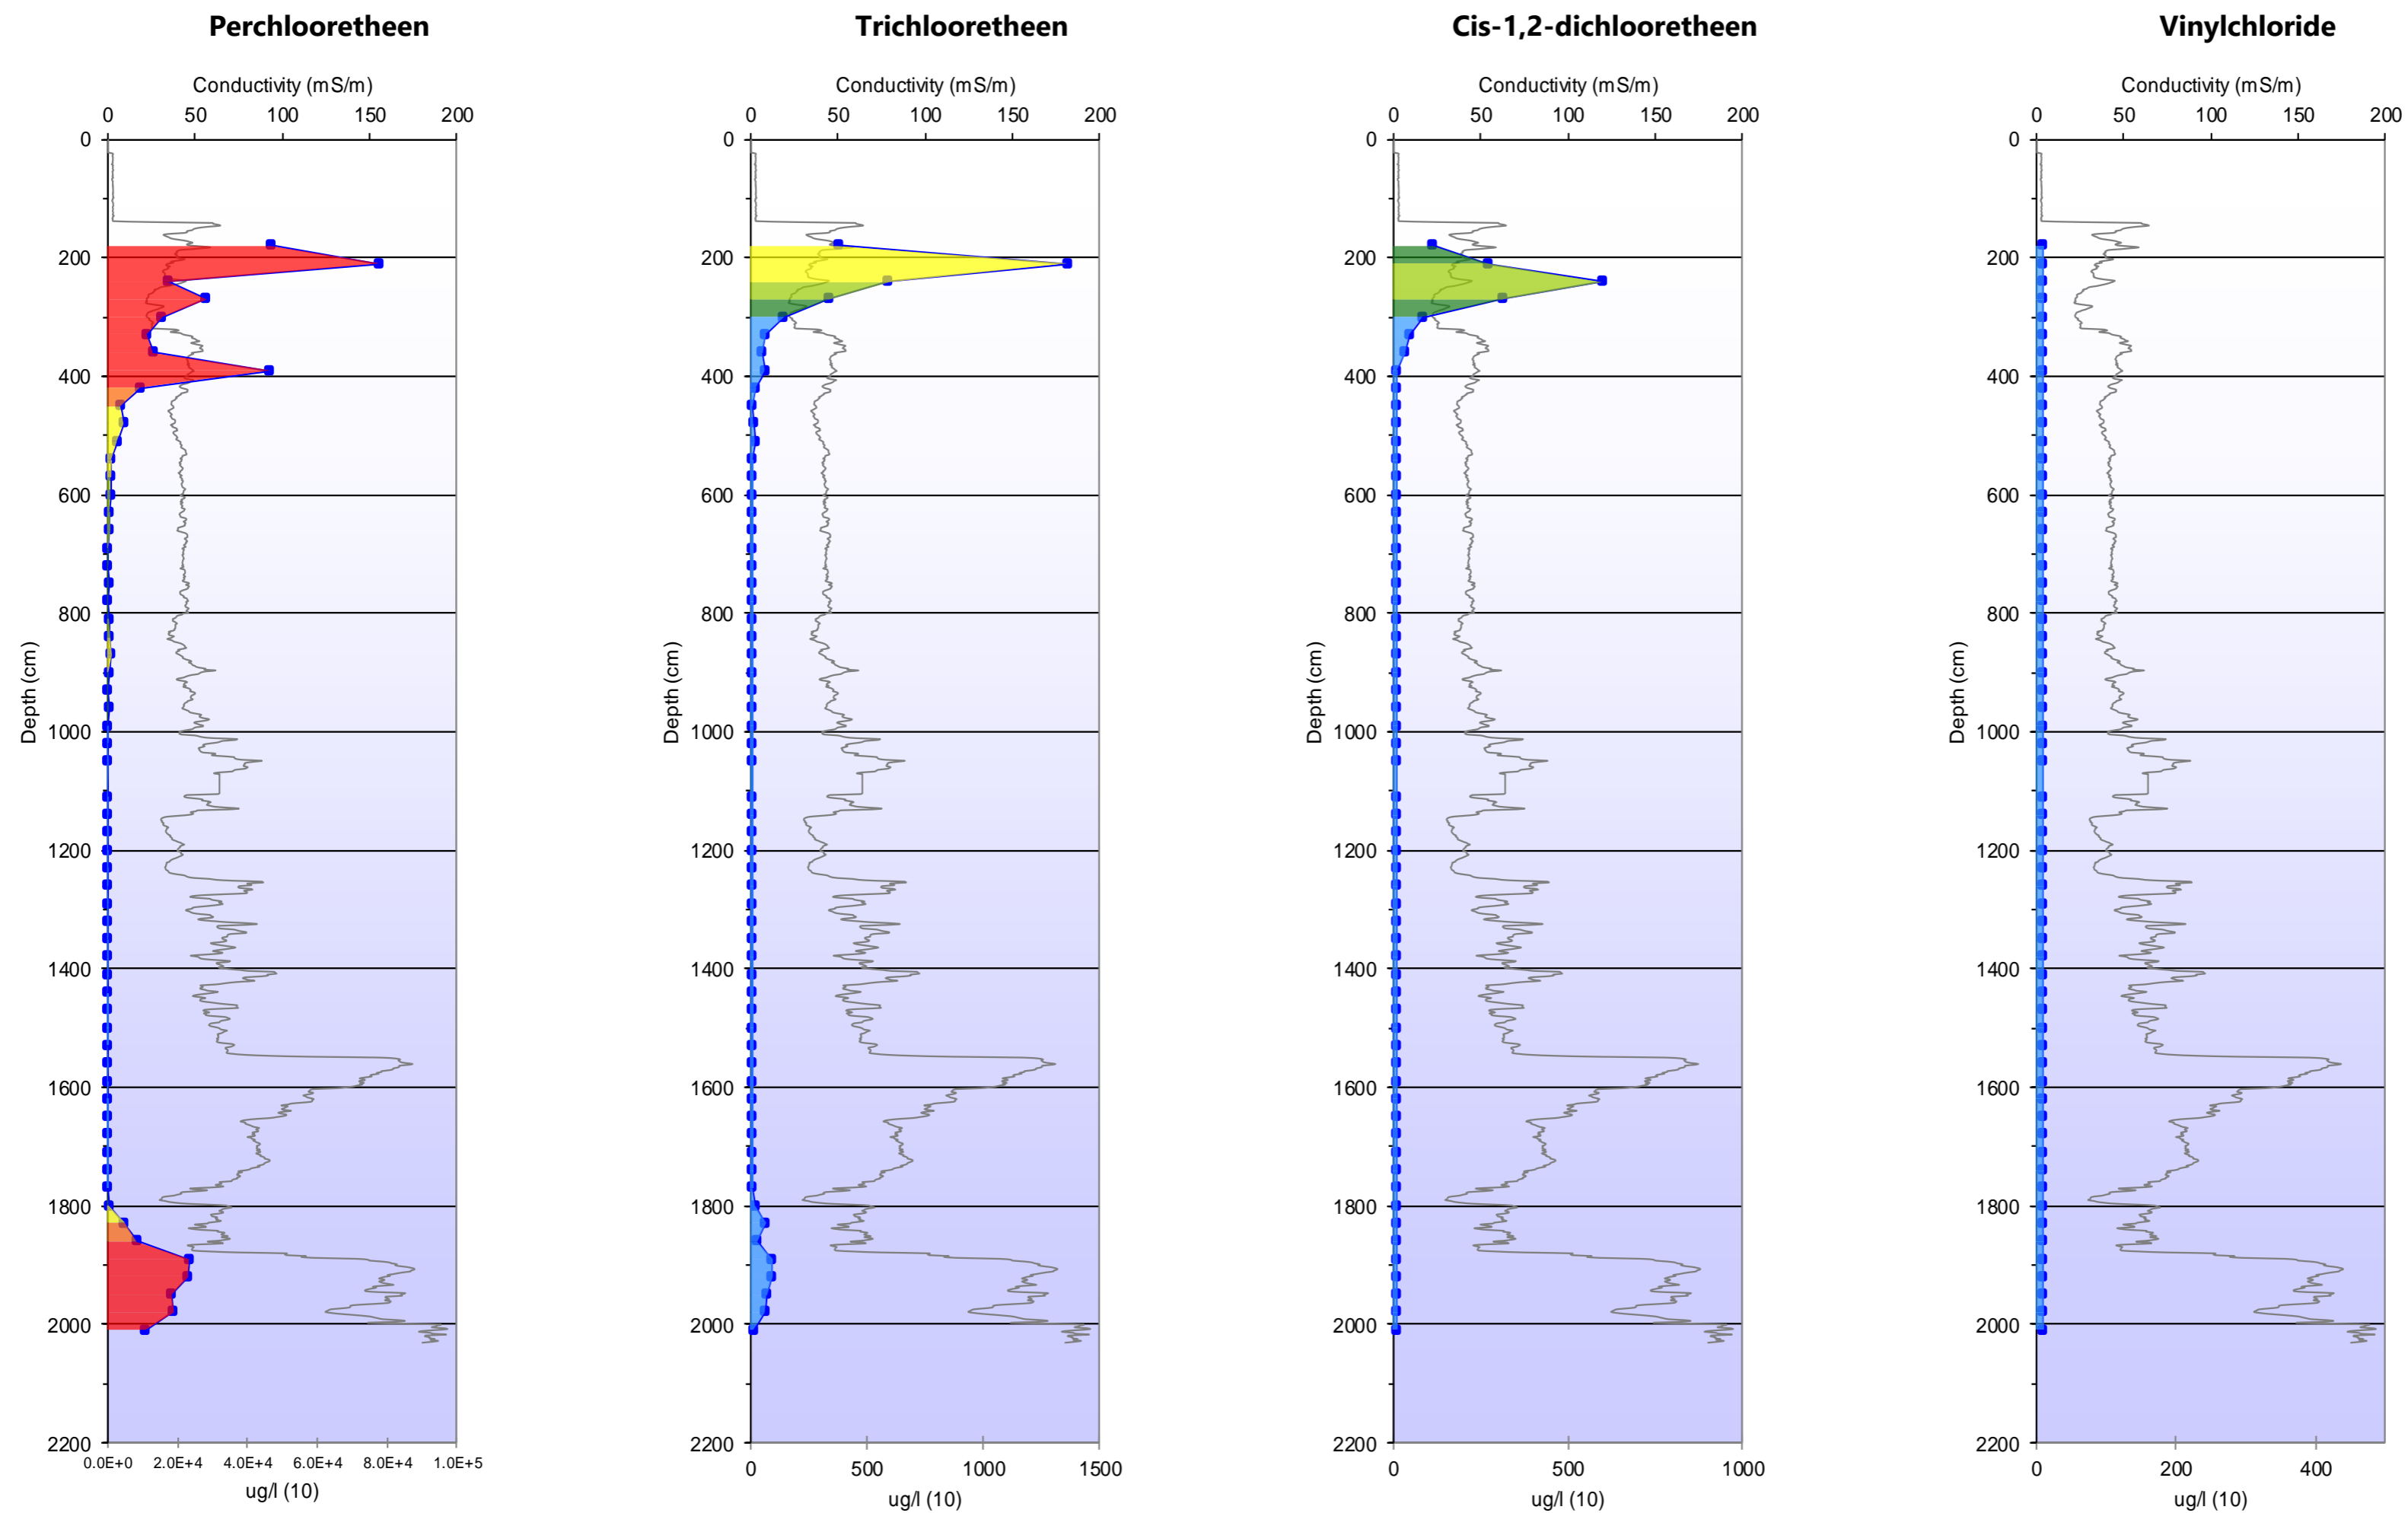 Perchlooretheen
Conductivity (mS/m)
0 50 100 150 200
0
200
400
600
800
1000
1200
1400
1600
1800
2000
2200
Depth (cm)
0.0E+0 2.0E+4 4.0E+4 6.0E+4 8.0E+4 1.0E+5
ug/l (10)
Trichlooretheen
Conductivity (mS/m)
0 50 100 150 200
0
200
400
600
800
1000
1200
1400
1600
1800
2000
2200
Depth (cm)
0 500 1000 1500
ug/l (10)
Cis-1,2-dichlooretheen
Conductivity (mS/m)
0 50 100 150 200
0
200
400
600
800
1000
1200
1400
1600
1800
2000
2200
Depth (cm)
0 500 1000
ug/l (10)
Vinylchloride
Conductivity (mS/m)
0 50 100 150 200
0
200
400
600
800
1000
1200
1400
1600
1800
2000
2200
Depth (cm)
0 200 400
ug/l (10)